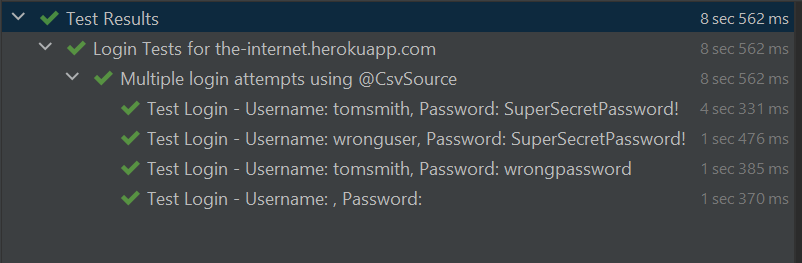 Test Results 8 sec 562 ms
Login Tests for the-internet.herokuapp.com 8 sec 562 ms
Multiple login attempts using @CsvSource 8 sec 562 ms
Test Login - Username: tomsmith, Password: SuperSecretPassword! 4 sec 331 ms
Test Login - Username: wronguser, Password: SuperSecretPassword! 1 sec 476 ms
Test Login - Username: tomsmith, Password: wrongpassword 1 sec 385 ms
Test Login - Username: , Password: 1 sec 370 ms